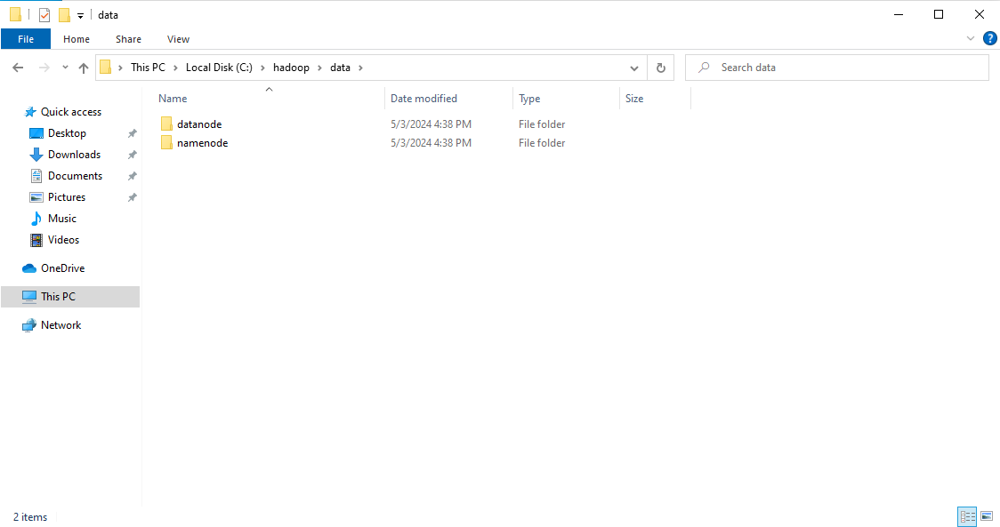 data
File Home Share View ?
This PC Local Disk (C:) hadoop data Search data
Name Date modified Type Size
Quick access
Desktop
Downloads
Documents
Pictures
Music
Videos
OneDrive
This PC
Network
datanode 5/3/2024 4:38 PM File folder
namenode 5/3/2024 4:38 PM File folder
2 items